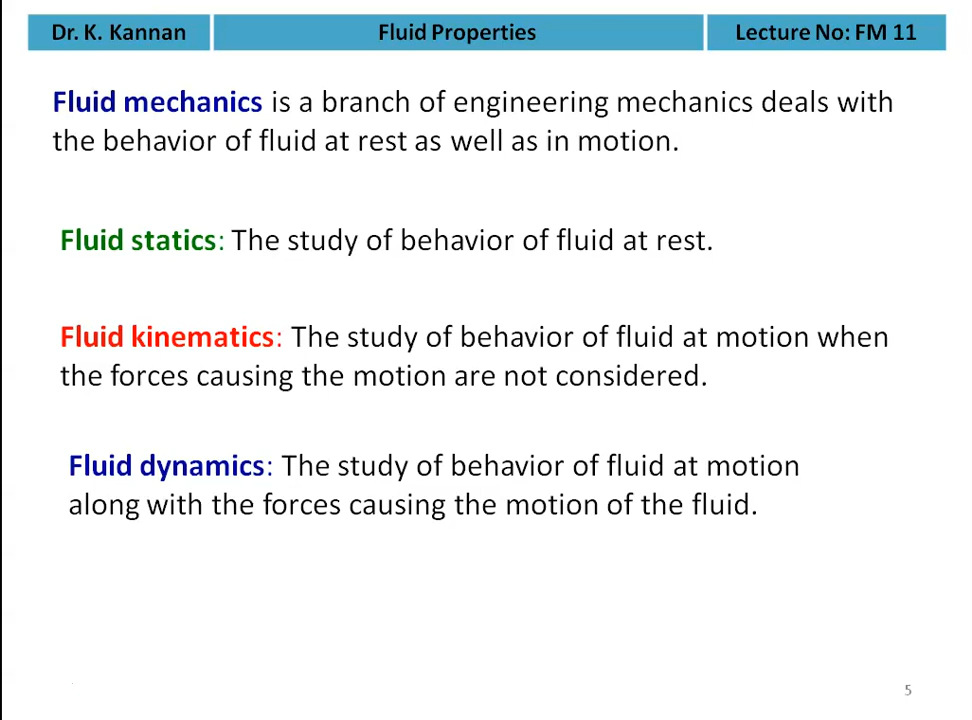 Dr. K. Kannan
Fluid Properties
Lecture No: FM 11
Fluid mechanics is a branch of engineering mechanics deals with
the behavior of fluid at rest as well as in motion.
Fluid statics: The study of behavior of fluid at rest.
Fluid kinematics: The study of behavior of fluid at motion when
the forces causing the motion are not considered.
Fluid dynamics: The study of behavior of fluid at motion
along with the forces causing the motion of the fluid.
5